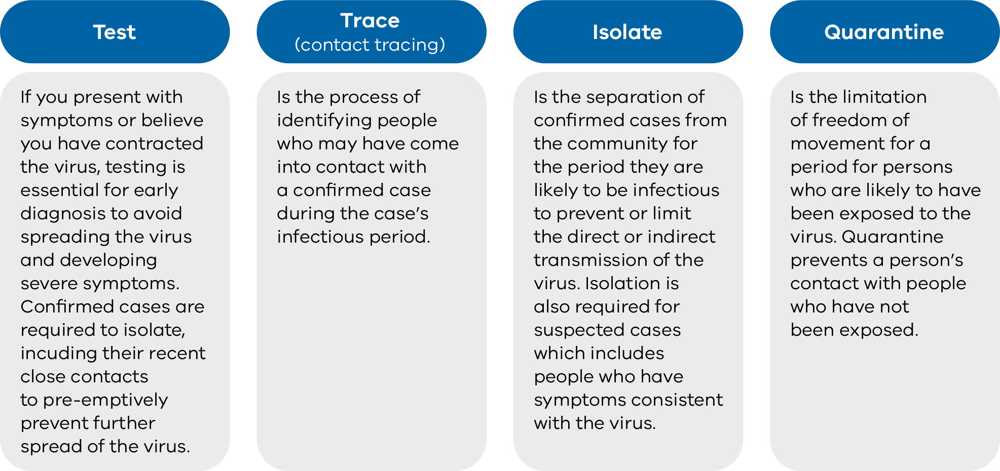 Test
If you present with
symptoms or believe
you have contracted
the virus, testing is
essential for early
diagnosis to avoid
spreading the virus
and developing
severe symptoms.
Confirmed cases are
required to isolate,
incuding their recent
close contacts
to pre-emptively
prevent further
spread of the virus.
Trace
(contact tracing)
Is the process of
identifying people
who may have come
into contact with
a confirmed case
during the case’s
infectious period.
Isolate
Is the separation of
confirmed cases from
the community for
the period they are
likely to be infectious
to prevent or limit
the direct or indirect
transmission of the
virus. Isolation is
also required for
suspected cases
which includes
people who have
symptoms consistent
with the virus.
Quarantine
Is the limitation
of freedom of
movement for a
period for persons
who are likely to have
been exposed to the
virus. Quarantine
prevents a person’s
contact with people
who have not
been exposed.